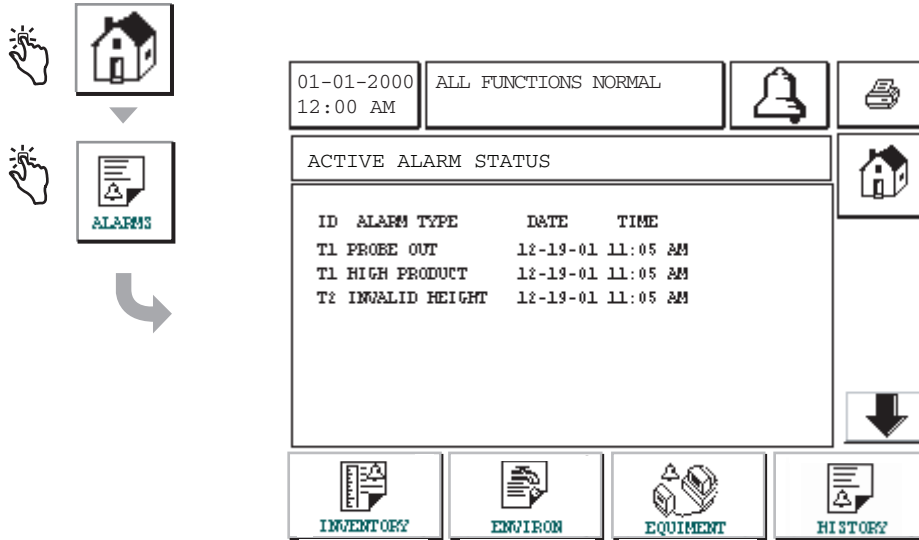 ALARMS
01-01-2000
12:00 AM
ALL FUNCTIONS NORMAL
ACTIVE ALARM STATUS
ID ALARM TYPE DATE TIME
T1 PROBE OUT 12-19-01 11:05 AM
T1 HIGH PRODUCT 12-19-01 11:05 AM
T2 INVALID HEIGHT 12-19-01 11:05 AM
INVENTORY
ENVIRON
EQUIMENT
HISTORY